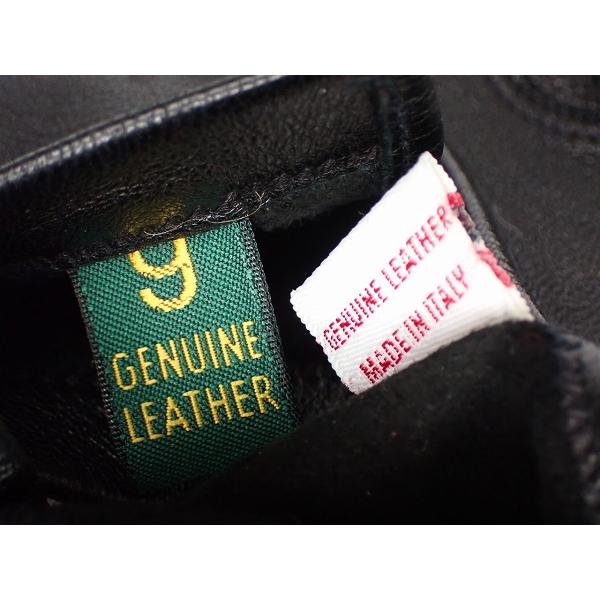 9
GENUINE
LEATHER
GENUINE LEATHER
MADE IN ITALY